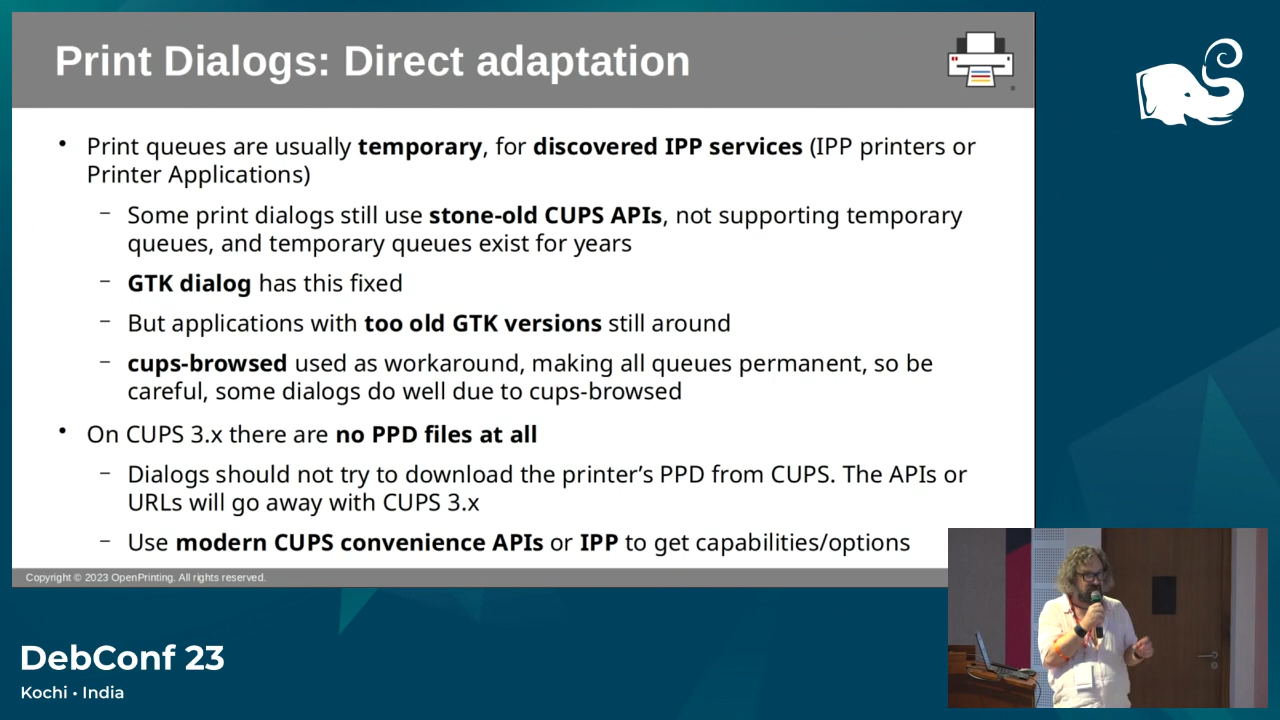 Print Dialogs: Direct adaptation
• Print queues are usually temporary, for discovered IPP services (IPP printers or
Printer Applications)
– Some print dialogs still use stone-old CUPS APIs, not supporting temporary
queues, and temporary queues exist for years
– GTK dialog has this fixed
– But applications with too old GTK versions still around
– cups-browsed used as workaround, making all queues permanent, so be
careful, some dialogs do well due to cups-browsed
• On CUPS 3.x there are no PPD files at all
– Dialogs should not try to download the printer’s PPD from CUPS. The APIs or
URLs will go away with CUPS 3.x
– Use modern CUPS convenience APIs or IPP to get capabilities/options
Copyright © 2023 OpenPrinting. All rights reserved.
DebConf 23
Kochi • India